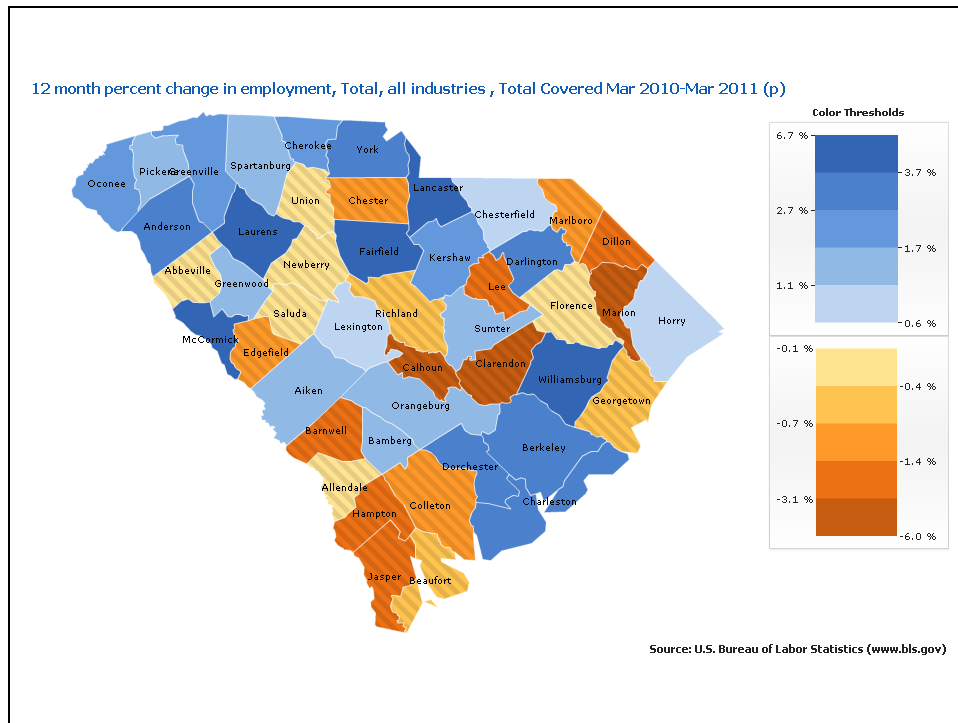 12 month percent change in employment, Total, all industries , Total Covered Mar 2010-Mar 2011 (p)
Color Thresholds
6.7 %
3.7 %
2.7 %
1.7 %
1.1 %
0.6 %
-0.1 %
-0.4 %
-0.7 %
-1.4 %
-3.1 %
-6.0 %
Cherokee
York
Spartanburg
Pickens
Greenville
Oconee
Lancaster
Union
Chester
Chesterfield
Marlboro
Anderson
Laurens
Dillon
Fairfield
Kershaw
Darlington
Newberry
Abbeville
Greenwood
Lee
Florence
Saluda
Richland
Marion
Horry
Lexington
Sumter
McCormick
Edgefield
Clarendon
Calhoun
Williamsburg
Aiken
Georgetown
Orangeburg
Barnwell
Bamberg
Berkeley
Dorchester
Allendale
Charleston
Colleton
Hampton
Jasper
Beaufort
Source: U.S. Bureau of Labor Statistics (www.bls.gov)